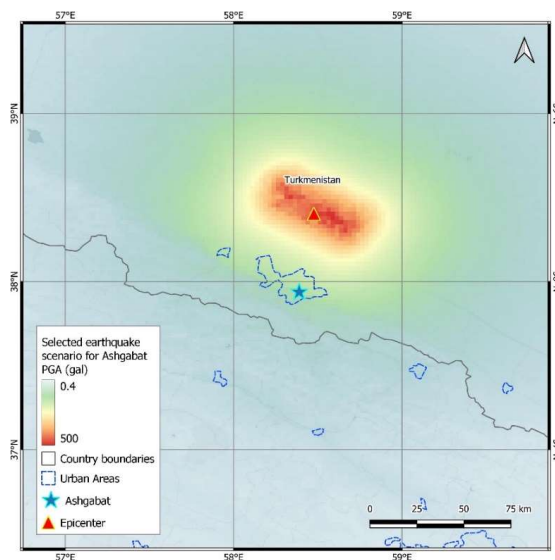 57°E
58°E
59°E
39°N
Turkmenistan
38°N
37°N
Selected earthquake
scenario for Ashgabat
PGA (gal)
0.4
500
Country boundaries
Urban Areas
Ashgabat
Epicenter
0
25
50
75 km
57°E
58°E
59°E